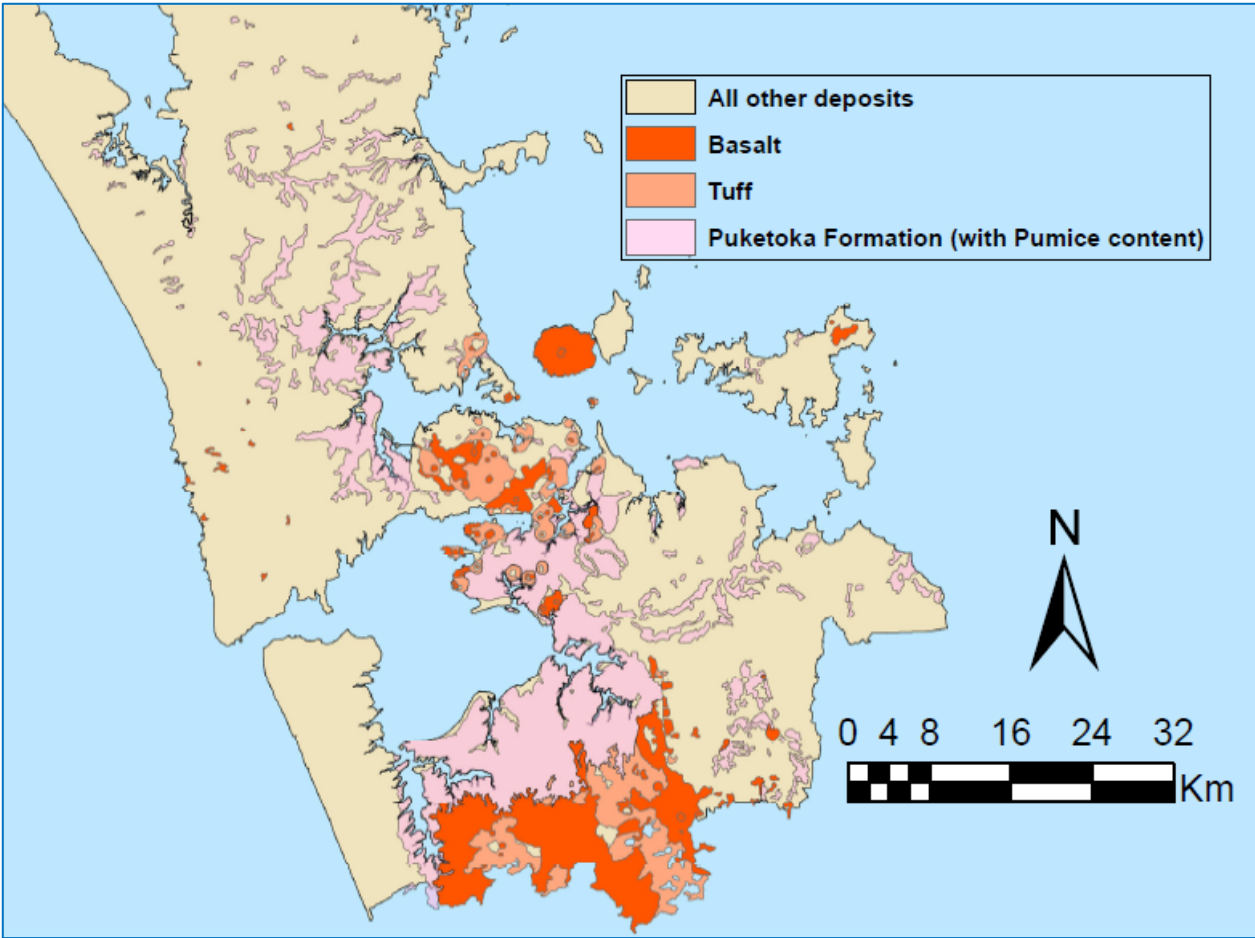 All other deposits
Basalt
Tuff
Puketoka Formation (with Pumice content)
N
0 4 8 16 24 32
Km